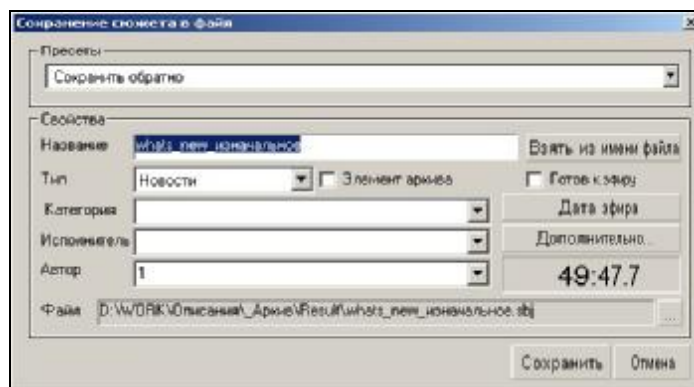 Сохранение сюжета в файл
Пресеты
Сохранить обратно
Свойства
Название whats_new_изначальное Взять из имени файла
Тип Новости Элемент архива Готов к эфиру
Категория Дата эфира
Исполнитель Дополнительно...
Автор 1 49:47.7
Файл D:\WORK\Описания\_Архив\Result\whats_new_изначальное.sbj ...
Сохранить Отмена